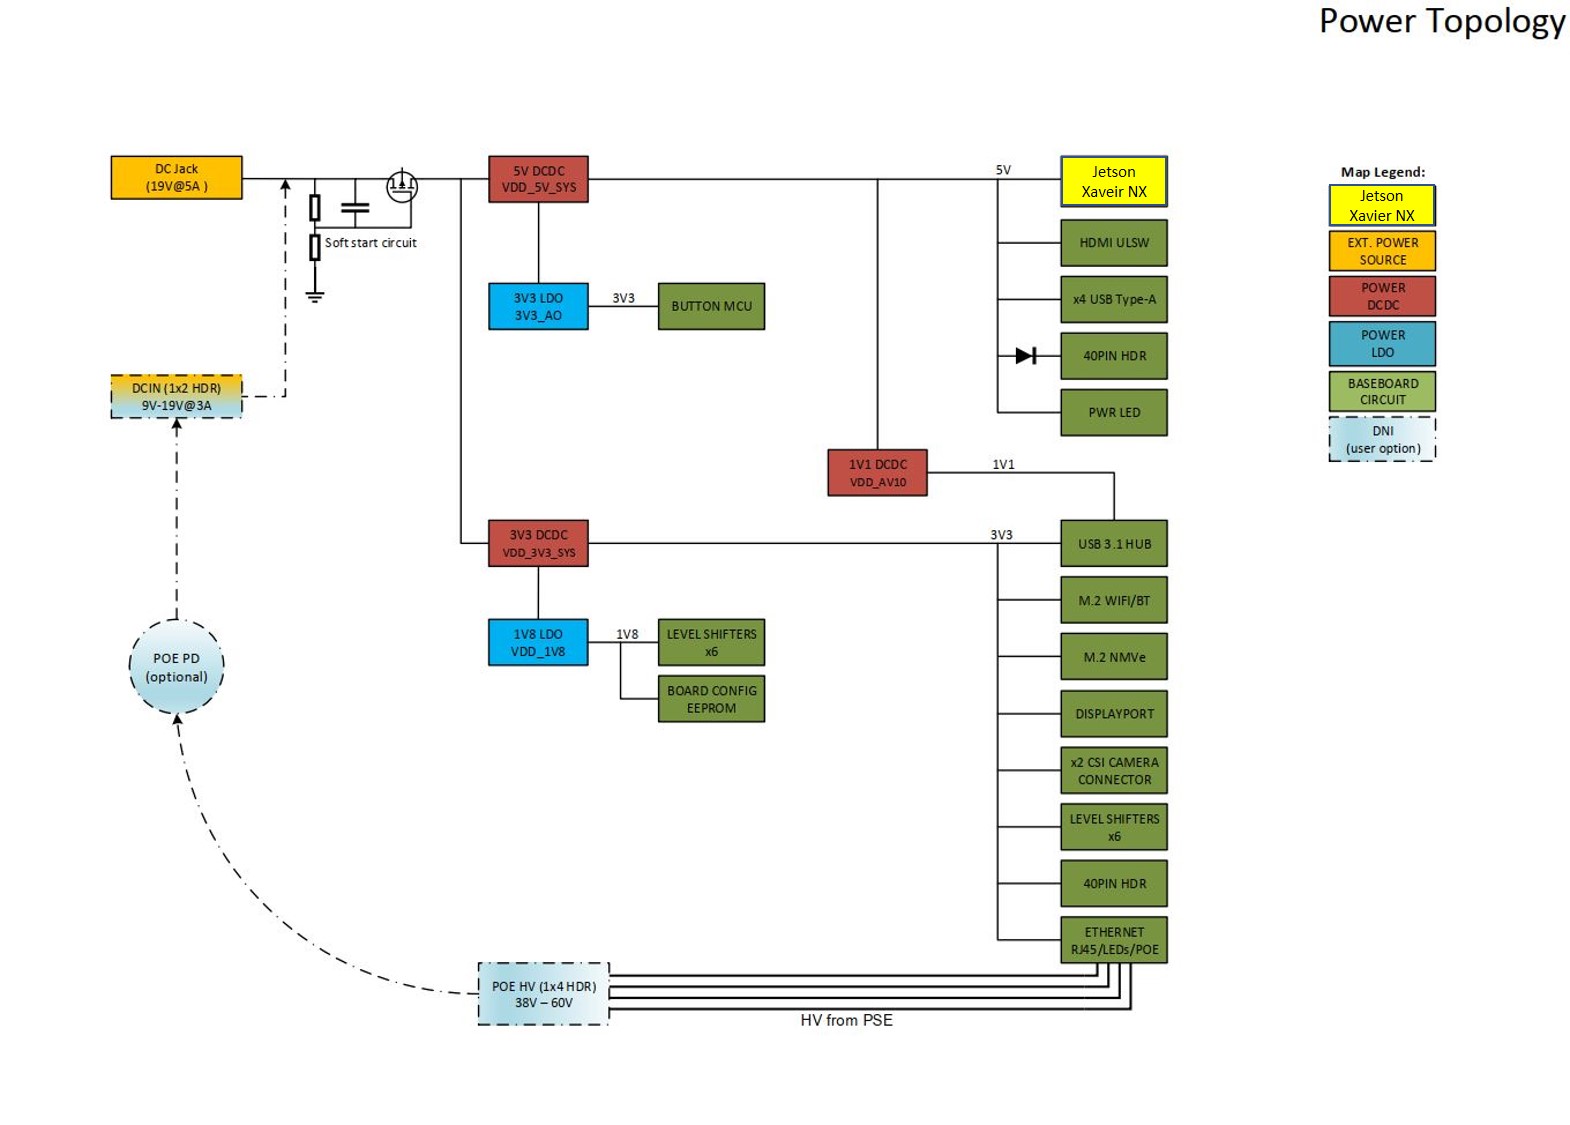 Power Topology
DC Jack
(19V@5A )
Soft start circuit
DCIN (1x2 HDR)
9V-19V@3A
POE PD
(optional)
5V DCDC
VDD_5V_SYS
3V3 LDO
3V3_AO
3V3
BUTTON MCU
5V
Jetson
Xaveir NX
HDMI ULSW
x4 USB Type-A
40PIN HDR
PWR LED
1V1 DCDC
VDD_AV10
1V1
3V3 DCDC
VDD_3V3_SYS
3V3
1V8 LDO
VDD_1V8
1V8
LEVEL SHIFTERS
x6
BOARD CONFIG
EEPROM
USB 3.1 HUB
M.2 WIFI/BT
M.2 NMVe
DISPLAYPORT
x2 CSI CAMERA
CONNECTOR
LEVEL SHIFTERS
x6
40PIN HDR
ETHERNET
RJ45/LEDs/POE
POE HV (1x4 HDR)
38V – 60V
HV from PSE
Map Legend:
Jetson
Xavier NX
EXT. POWER
SOURCE
POWER
DCDC
POWER
LDO
BASEBOARD
CIRCUIT
DNI
(user option)